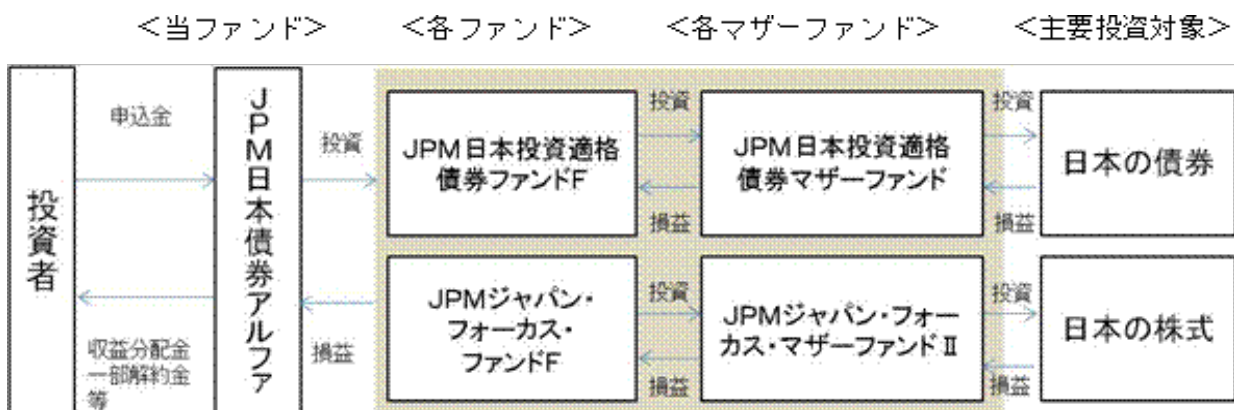 <当ファンド>
<各ファンド>
<各マザーファンド>
<主要投資対象>
投資者
申込金
収益分配金
一部解約金
等
JPM日本債券アルファ
投資
損益
JPM日本投資適格
債券ファンドF
投資
損益
JPM日本投資適格
債券マザーファンド
投資
損益
日本の債券
JPMジャパン・
フォーカス・
ファンドF
投資
損益
JPMジャパン・フォー
カス・マザーファンドⅡ
投資
損益
日本の株式